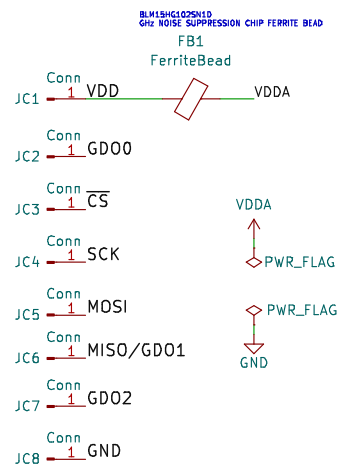 BLM15HG102SN1D
GHz NOISE SUPPRESSION CHIP FERRITE BEAD
FB1
FerriteBead
Conn
JC1 1 VDD VDDA
Conn
JC2 1 GDO0
Conn
JC3 1 CS
VDDA
Conn
JC4 1 SCK
PWR_FLAG
Conn
JC5 1 MOSI
PWR_FLAG
Conn
JC6 1 MISO/GDO1
GND
Conn
JC7 1 GDO2
Conn
JC8 1 GND